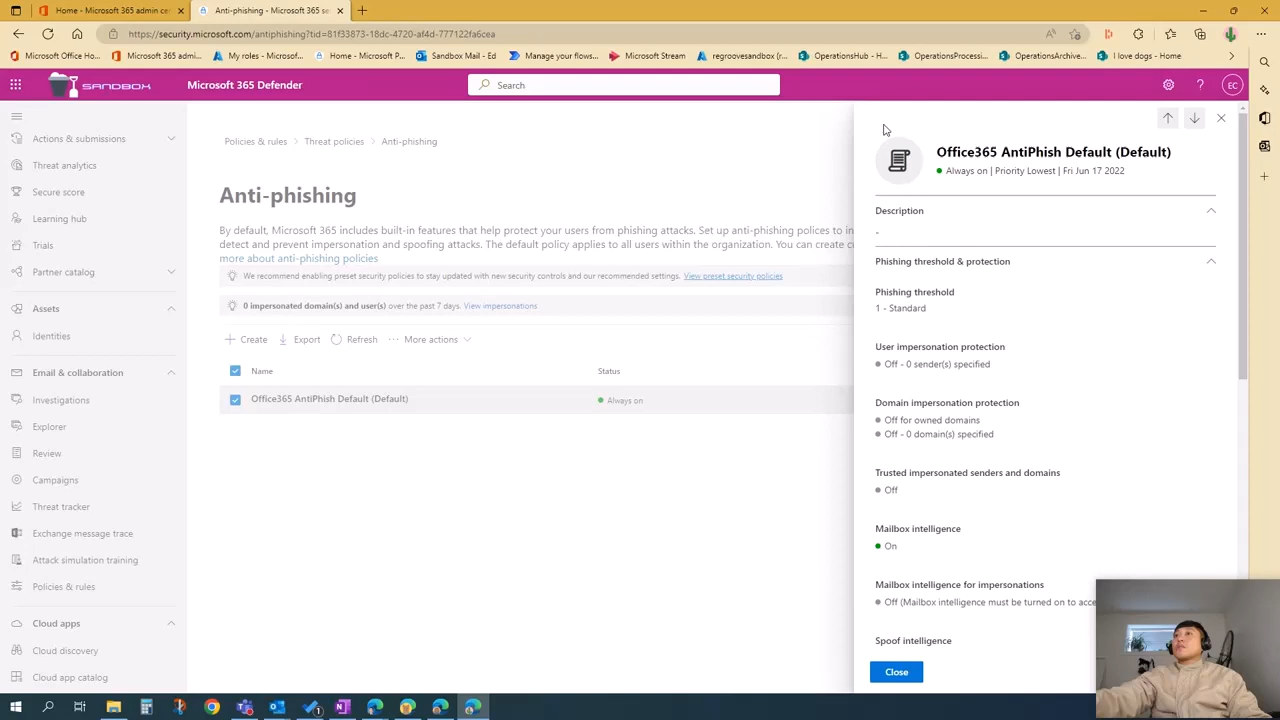 Home - Microsoft 365 admin cen
Anti-phishing - Microsoft 365 se
https://security.microsoft.com/antiphishing?tid=81f33873-18dc-4720-af4d-777122fa6cea
Microsoft Office Ho...
Microsoft 365 admi...
My roles - Microsof...
Home - Microsoft P...
Sandbox Mail - Ed
Manage your flows...
Microsoft Stream
regroovesandbox (r...
OperationsHub - H...
OperationsProcessi...
OperationsArchive...
I love dogs - Home
SANDBOX
Microsoft 365 Defender
Search
EC
Actions & submissions
Threat analytics
Secure score
Learning hub
Trials
Partner catalog
Assets
Identities
Email & collaboration
Investigations
Explorer
Review
Campaigns
Threat tracker
Exchange message trace
Attack simulation training
Policies & rules
Cloud apps
Cloud discovery
Cloud app catalog
Policies & rules > Threat policies > Anti-phishing
Anti-phishing
By default, Microsoft 365 includes built-in features that help protect your users from phishing attacks. Set up anti-phishing polices to in
detect and prevent impersonation and spoofing attacks. The default policy applies to all users within the organization. You can create cu
more about anti-phishing policies
We recommend enabling preset security policies to stay updated with new security controls and our recommended settings. View preset security policies
0 impersonated domain(s) and user(s) over the past 7 days. View impersonations
Create Export Refresh ··· More actions
Name Status
Office365 AntiPhish Default (Default) Always on
Office365 AntiPhish Default (Default)
Always on | Priority Lowest | Fri Jun 17 2022
Description
-
Phishing threshold & protection
Phishing threshold
1 - Standard
User impersonation protection
Off - 0 sender(s) specified
Domain impersonation protection
Off for owned domains
Off - 0 domain(s) specified
Trusted impersonated senders and domains
Off
Mailbox intelligence
On
Mailbox intelligence for impersonations
Off (Mailbox intelligence must be turned on to acce
Spoof intelligence
Close